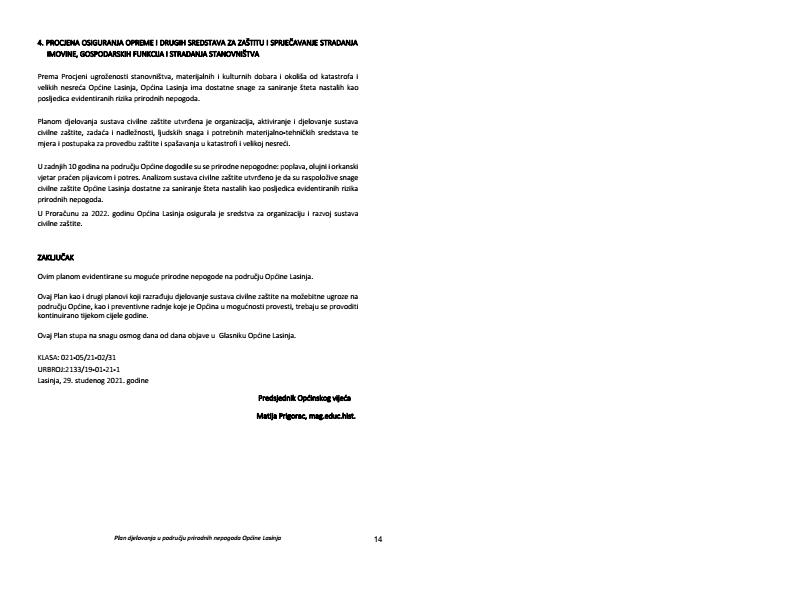 4. PROCJENA OSIGURANJA OPREME I DRUGIH SREDSTAVA ZA ZAŠTITU I SPRJEČAVANJE STRADANJA
IMOVINE, GOSPODARSKIH FUNKCIJA I STRADANJA STANOVNIŠTVA
Prema Procjeni ugroženosti stanovništva, materijalnih i kulturnih dobara i okoliša od katastrofa i
velikih nesreća Općine Lasinja, Općina Lasinja ima dostatne snage za saniranje šteta nastalih kao
posljedica evidentiranih rizika prirodnih nepogoda.
Planom djelovanja sustava civilne zaštite utvrđena je organizacija, aktiviranje i djelovanje sustava
civilne zaštite, zadaća i nadležnosti, ljudskih snaga i potrebnih materijalno-tehničkih sredstava te
mjera i postupaka za provedbu zaštite i spašavanja u katastrofi i velikoj nesreći.
U zadnjih 10 godina na području Općine dogodile su se prirodne nepogodne: poplava, olujni i orkanski
vjetar praćen pijavicom i potres. Analizom sustava civilne zaštite utvrđeno je da su raspoložive snage
civilne zaštite Općine Lasinja dostatne za saniranje šteta nastalih kao posljedica evidentiranih rizika
prirodnih nepogoda.
U Proračunu za 2022. godinu Općina Lasinja osigurala je sredstva za organizaciju i razvoj sustava
civilne zaštite.
ZAKLJUČAK
Ovim planom evidentirane su moguće prirodne nepogode na području Općine Lasinja.
Ovaj Plan kao i drugi planovi koji razrađuju djelovanje sustava civilne zaštite na možebitne ugroze na
području Općine, kao i preventivne radnje koje je Općina u mogućnosti provesti, trebaju se provoditi
kontinuirano tijekom cijele godine.
Ovaj Plan stupa na snagu osmog dana od dana objave u Glasniku Općine Lasinja.
KLASA: 021-05/21-02/31
URBROJ:2133/19-01-21-1
Lasinja, 29. studenog 2021. godine
Predsjednik Općinskog vijeća
Matija Prigorac, mag.educ.hist.
Plan djelovanja u području prirodnih nepogoda Općine Lasinja
14